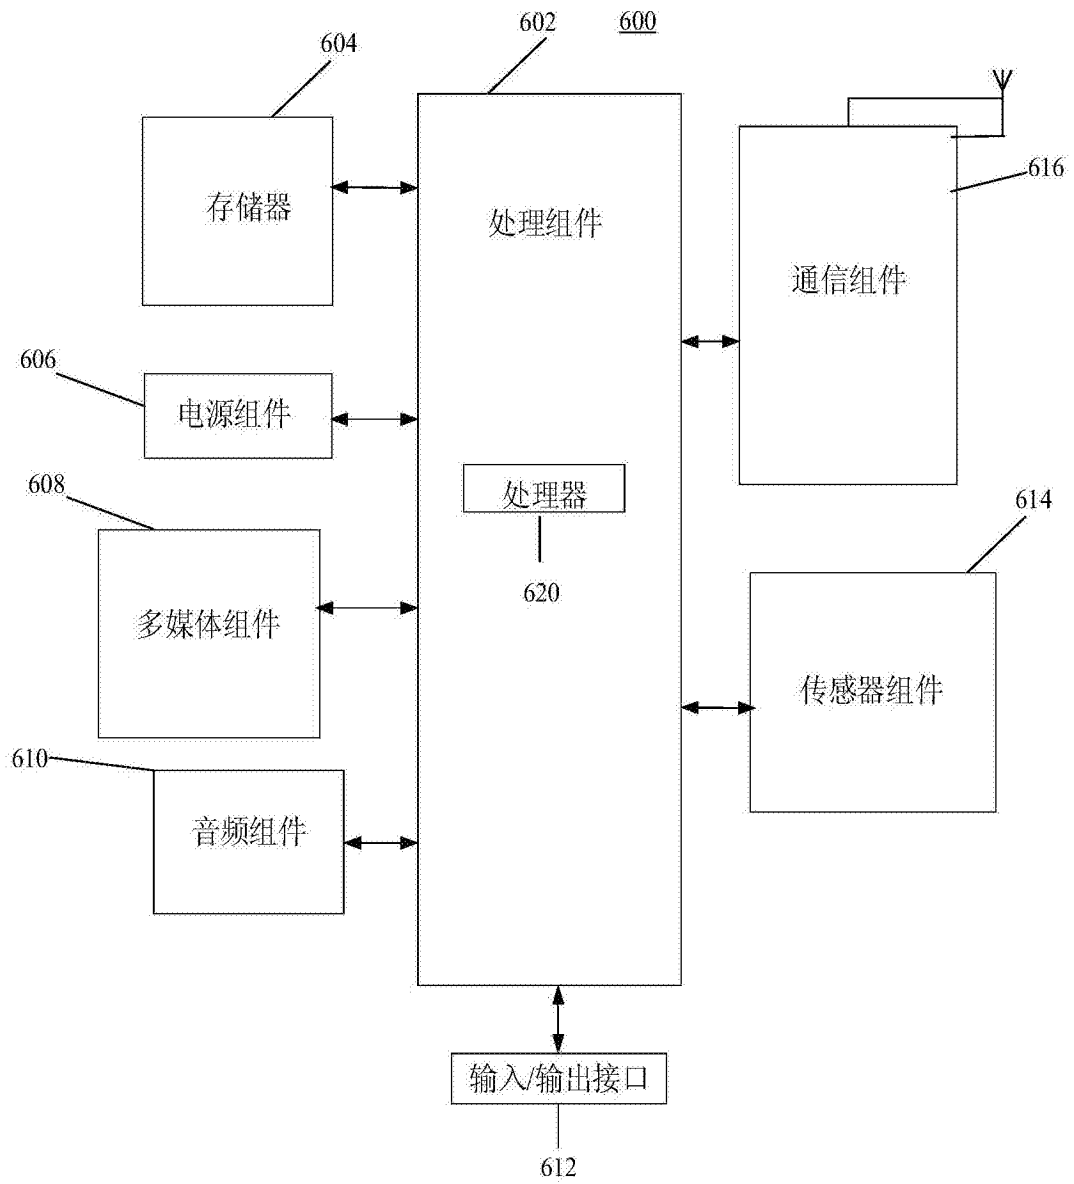 602
600
604
存储器
处理组件
616
通信组件
606
电源组件
608
处理器
614
620
多媒体组件
传感器组件
610
音频组件
输入/输出接口
612